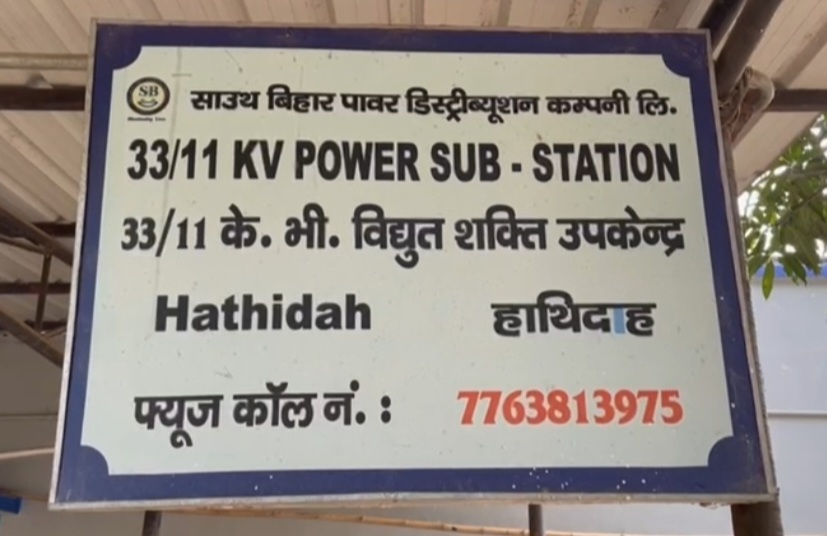 SB
साउथ बिहार पावर डिस्ट्रीब्यूशन कम्पनी लि.
33/11 KV POWER SUB - STATION
33/11 के. भी. विद्युत शक्ति उपकेन्द्र
Hathidah हाथिदाह
फ्यूज कॉल नं. : 7763813975